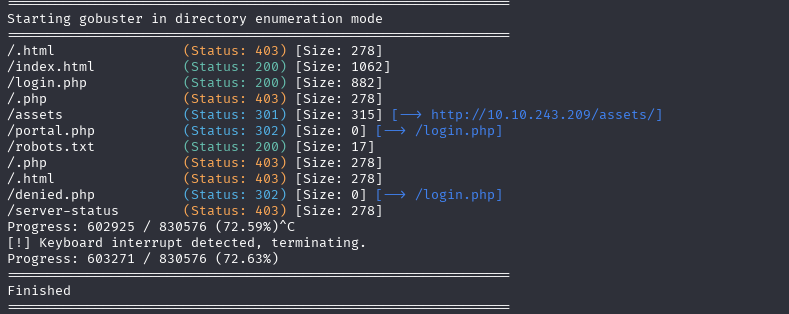 ===============================================================
Starting gobuster in directory enumeration mode
===============================================================
/.html                (Status: 403) [Size: 278]
/index.html           (Status: 200) [Size: 1062]
/login.php            (Status: 200) [Size: 882]
/.php                 (Status: 403) [Size: 278]
/assets               (Status: 301) [Size: 315] [--> http://10.10.243.209/assets/]
/portal.php           (Status: 302) [Size: 0] [--> /login.php]
/robots.txt           (Status: 200) [Size: 17]
/.php                 (Status: 403) [Size: 278]
/.html                (Status: 403) [Size: 278]
/denied.php           (Status: 302) [Size: 0] [--> /login.php]
/server-status        (Status: 403) [Size: 278]
Progress: 602925 / 830576 (72.59%)^C
[!] Keyboard interrupt detected, terminating.
Progress: 603271 / 830576 (72.63%)
===============================================================
Finished
===============================================================